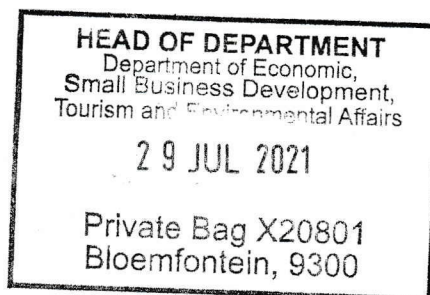 HEAD OF DEPARTMENT
Department of Economic,
Small Business Development,
Tourism and Environmental Affairs
29 JUL 2021
Private Bag X20801
Bloemfontein, 9300